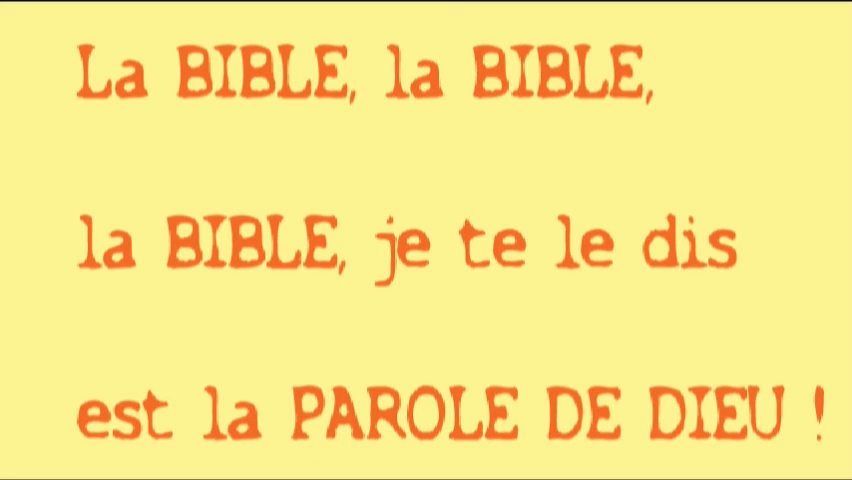 La BIBLE, la BIBLE,
la BIBLE, je te le dis
est la PAROLE DE DIEU !